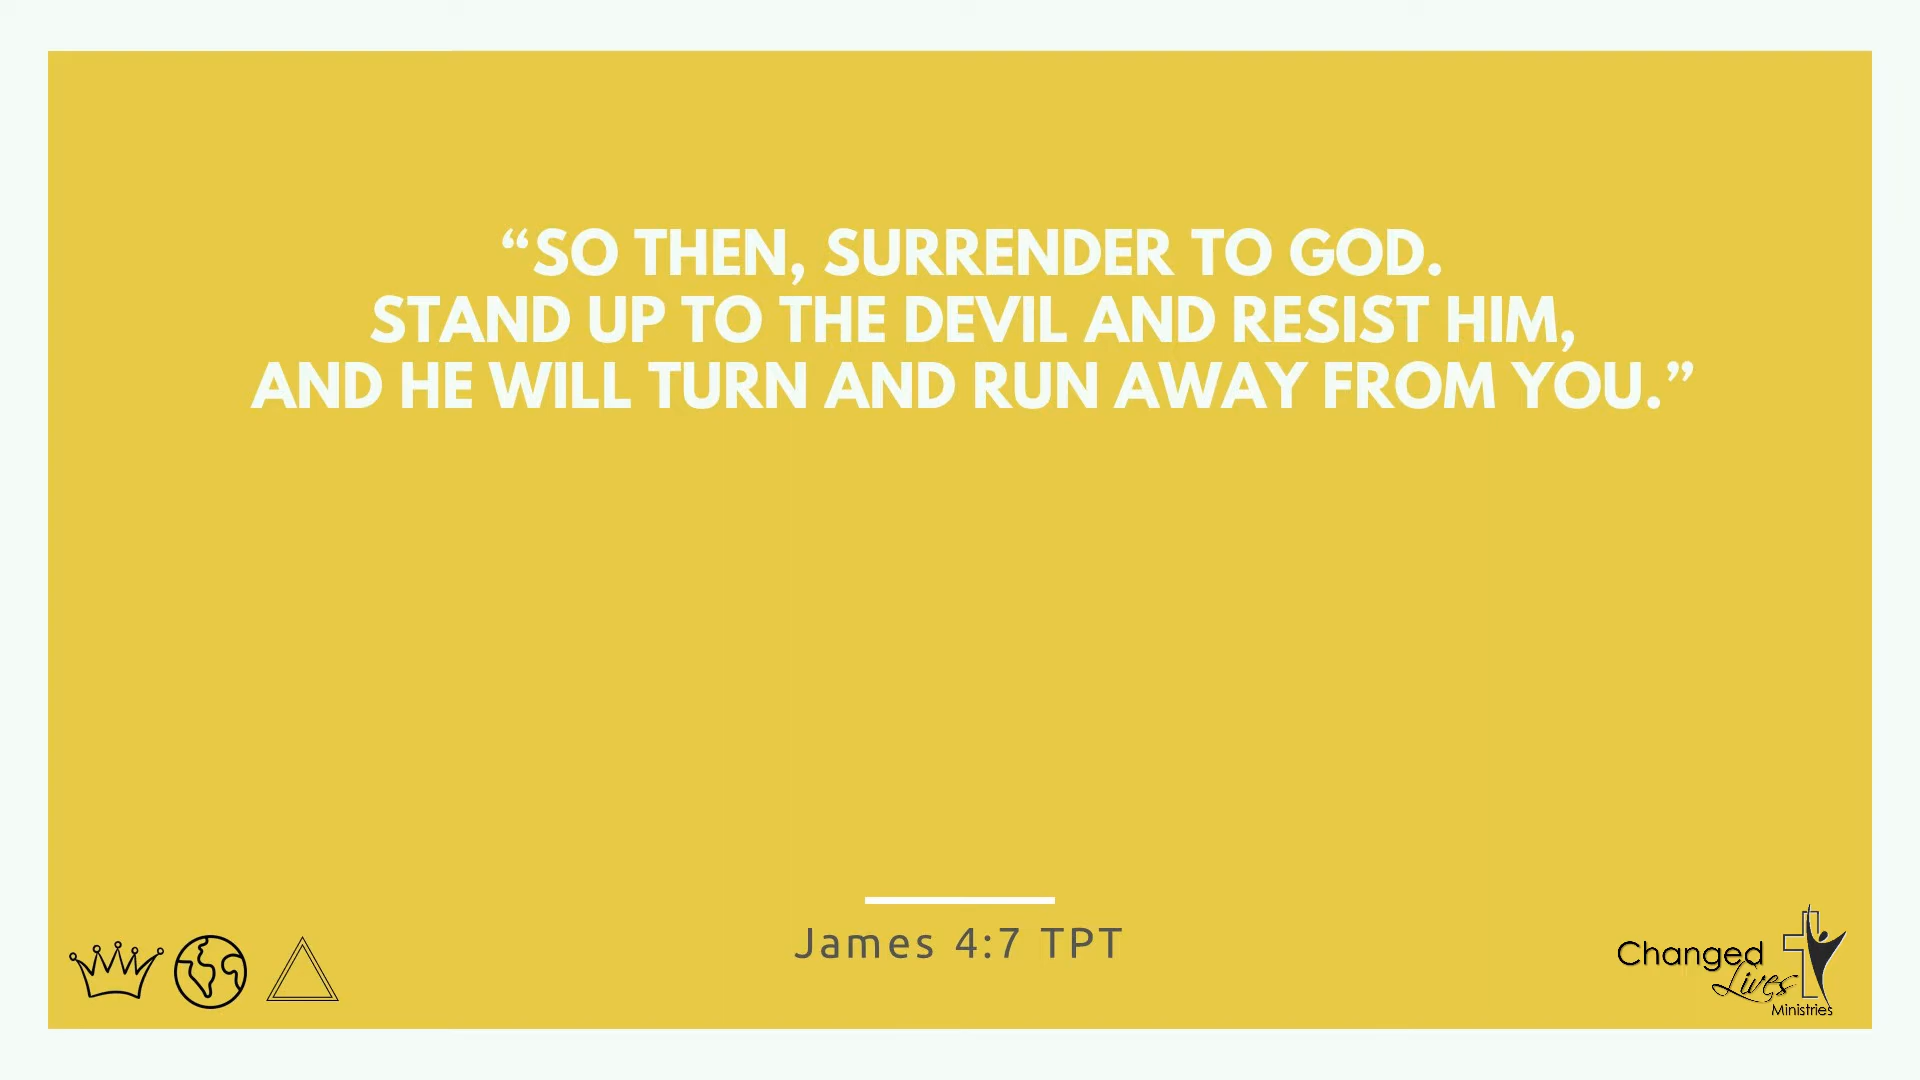 “SO THEN, SURRENDER TO GOD.
STAND UP TO THE DEVIL AND RESIST HIM,
AND HE WILL TURN AND RUN AWAY FROM YOU.”
James 4:7 TPT
Changed
Lives
Ministries